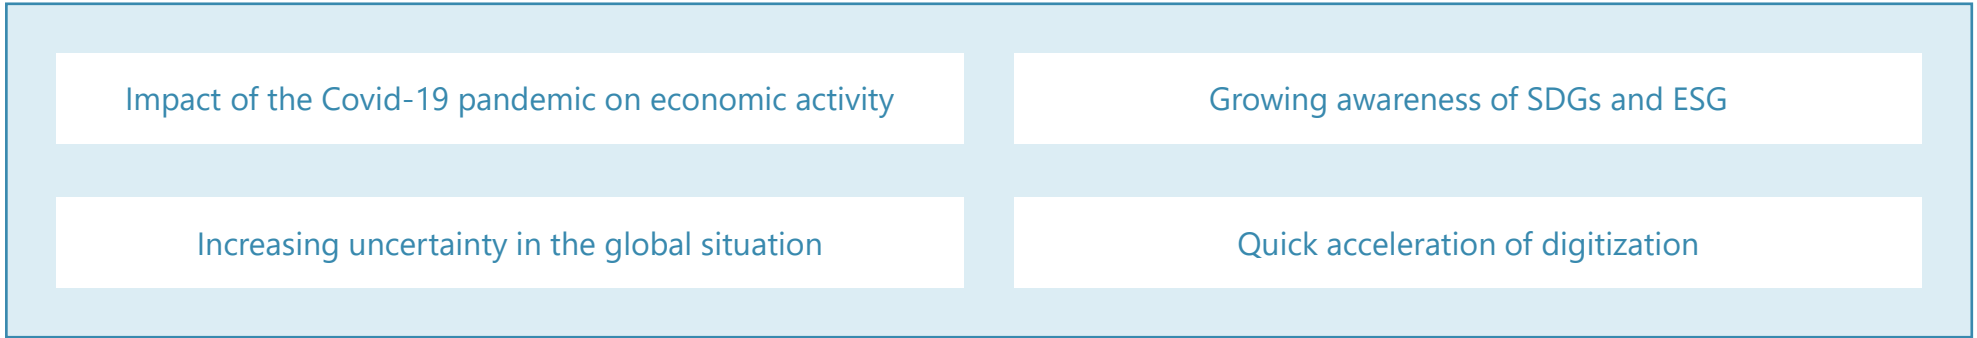 Impact of the Covid-19 pandemic on economic activity
Growing awareness of SDGs and ESG
Increasing uncertainty in the global situation
Quick acceleration of digitization